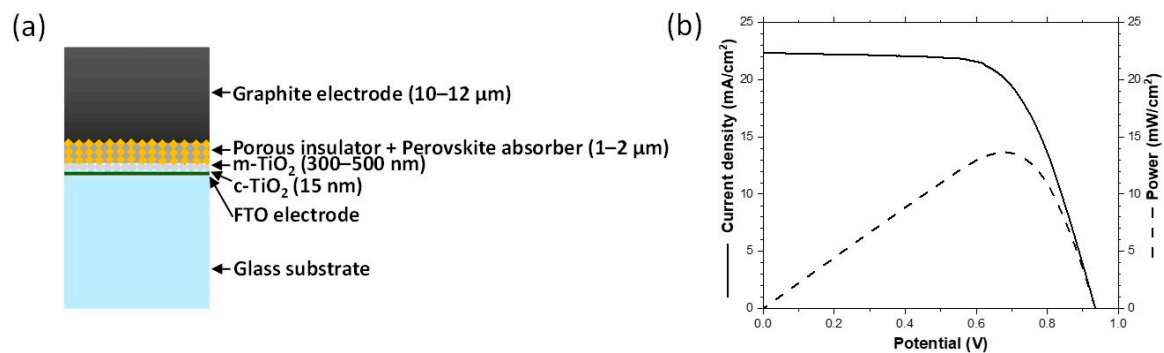 (a)
Graphite electrode (10–12 µm)
Porous insulator + Perovskite absorber (1–2 µm)
m-TiO2 (300–500 nm)
c-TiO2 (15 nm)
FTO electrode
Glass substrate
(b)
Current density (mA/cm2)
25
20
15
10
5
0
0.0 0.2 0.4 0.6 0.8 1.0
Potential (V)
25
20
15
10
5
0
Power (mW/cm2)